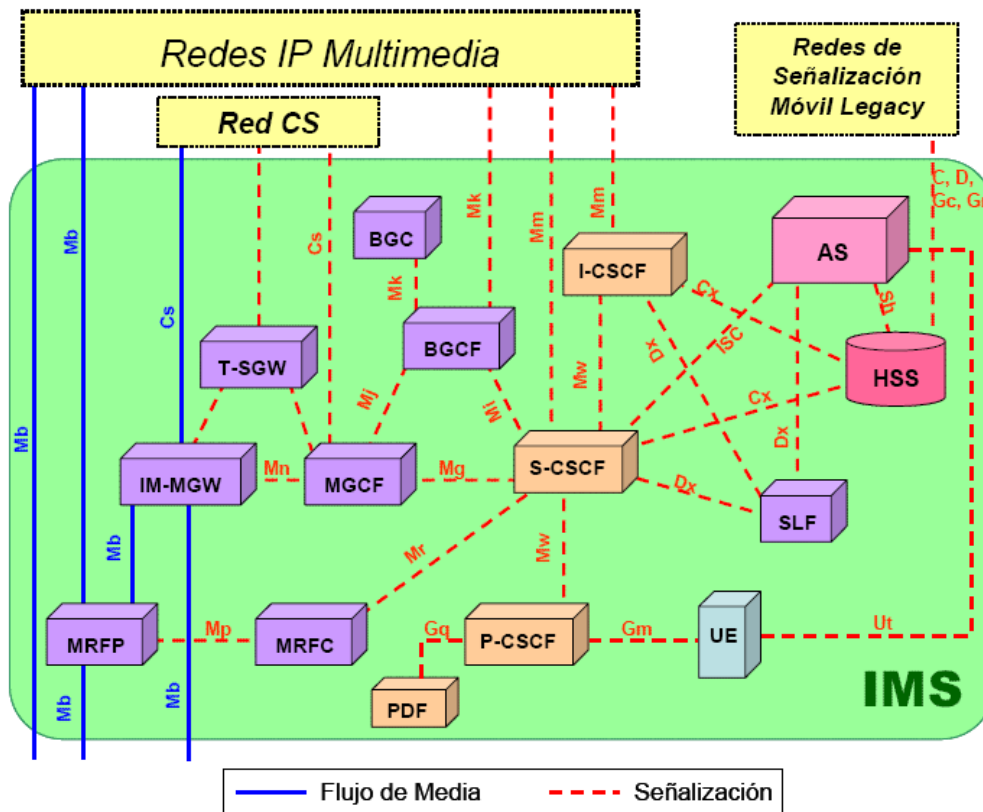 Redes IP Multimedia
Redes de
Señalización
Móvil Legacy
Red CS
C, D,
Gc, Gr
Mb
Mb
Cs
Cs
Mk
Mm
Mm
BGC
Mk
I-CSCF
AS
Cx
Sh
ISC
T-SGW
BGCF
Dx
HSS
Mw
Mj
Mi
Cx
Mb
Dx
IM-MGW
Mn
MGCF
Mg
S-CSCF
Dx
SLF
Mb
Mr
Mw
MRFP
Mp
MRFC
Gq
P-CSCF
Gm
UE
Ut
Mb
Mb
PDF
IMS
Flujo de Media
Señalización